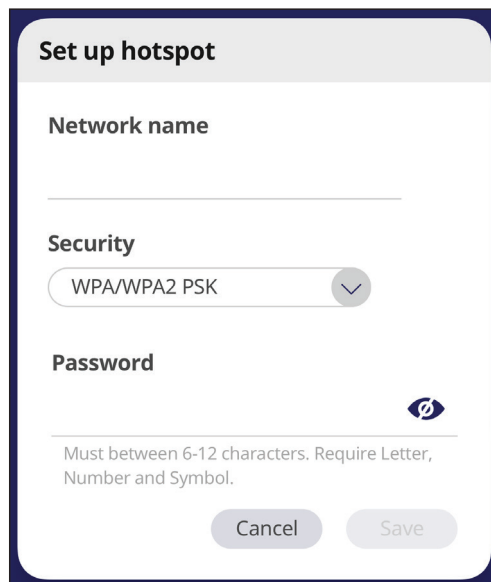 Set up hotspot
Network name
Security
WPA/WPA2 PSK
Password
Must between 6-12 characters. Require Letter,
Number and Symbol.
Cancel
Save